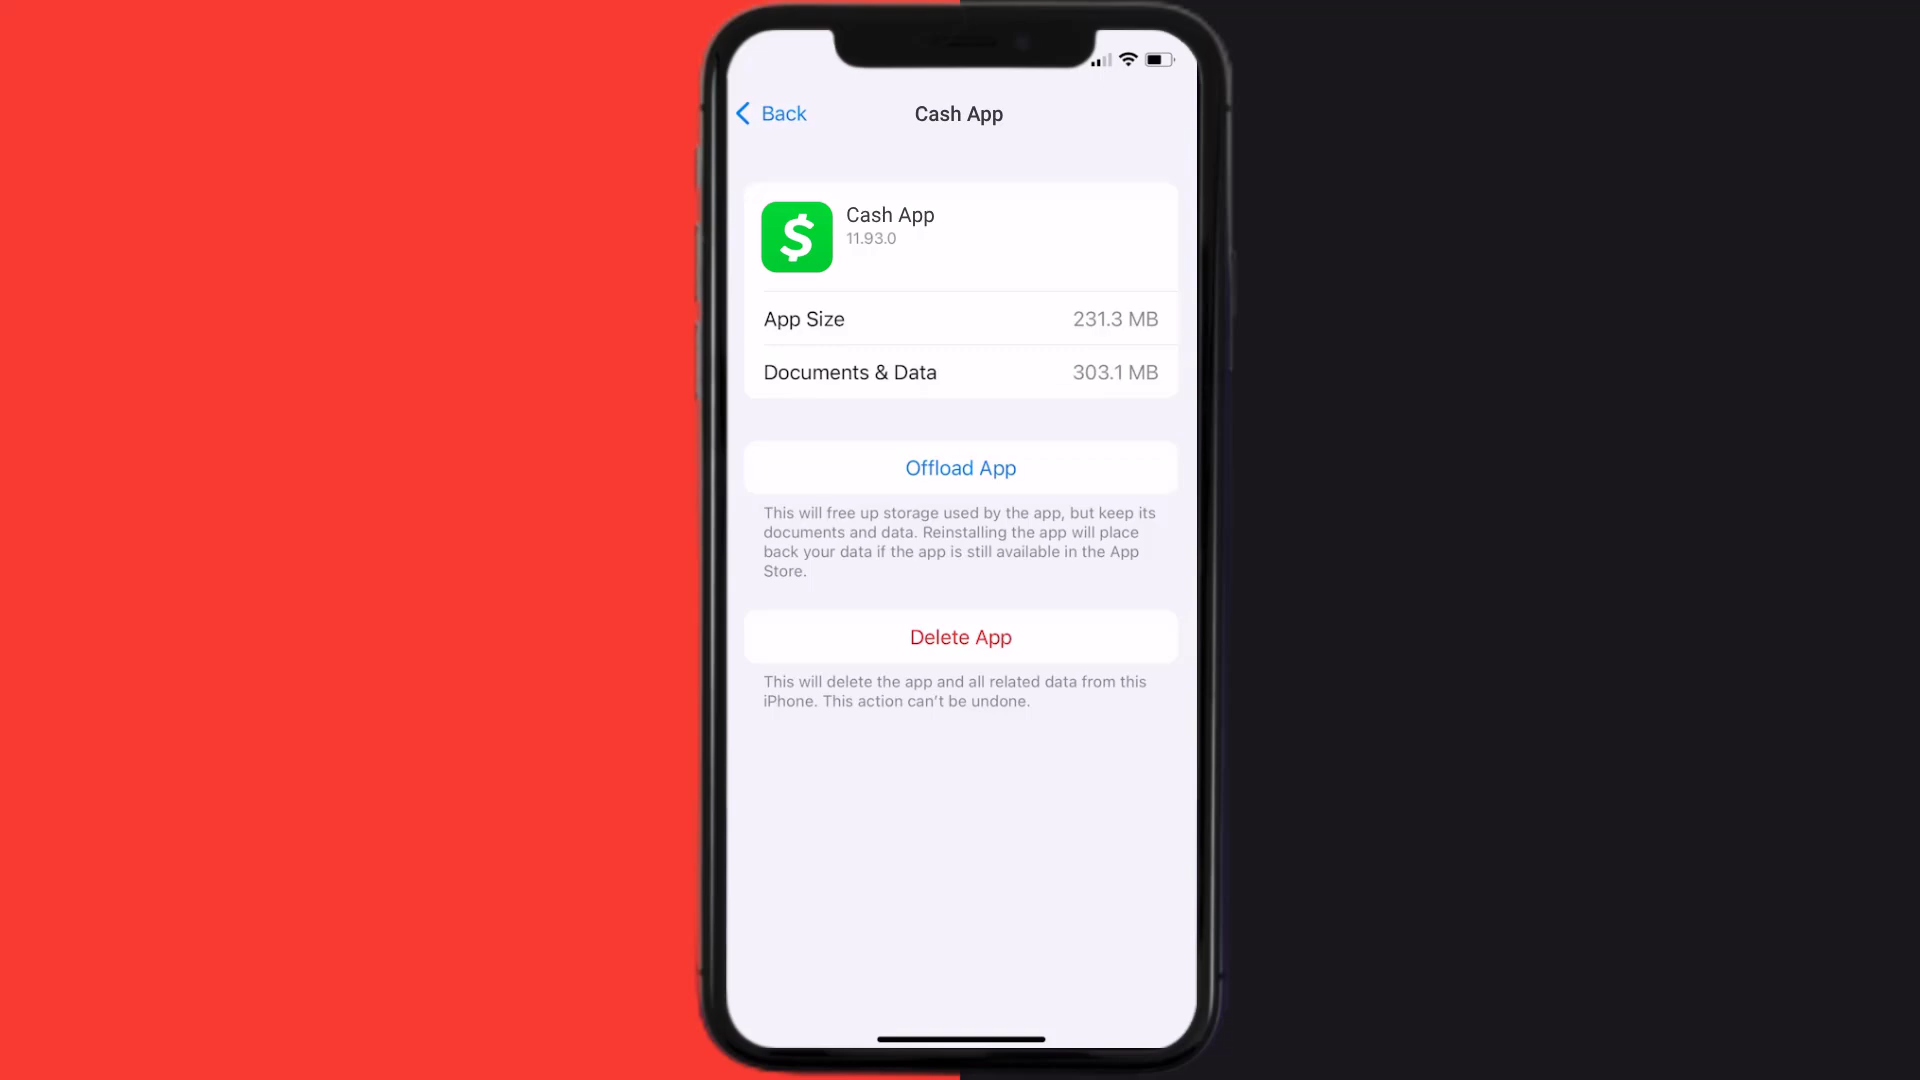 Back
Cash App
Cash App
11.93.0
App Size 231.3 MB
Documents & Data 303.1 MB
Offload App
This will free up storage used by the app, but keep its
documents and data. Reinstalling the app will place
back your data if the app is still available in the App
Store.
Delete App
This will delete the app and all related data from this
iPhone. This action can't be undone.